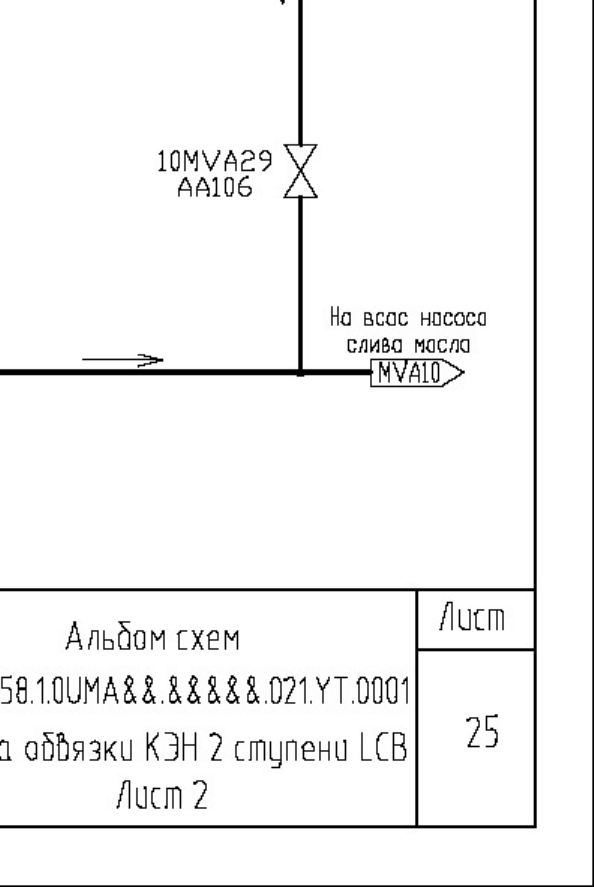 10MVA29
AA106
На всас насоса
слива масла
MVA10
Альбом схем
Лист
58.1.0UMA&&.&&&&&.021.YT.0001
а обвязки КЭН 2 ступени LCB
25
Лист 2